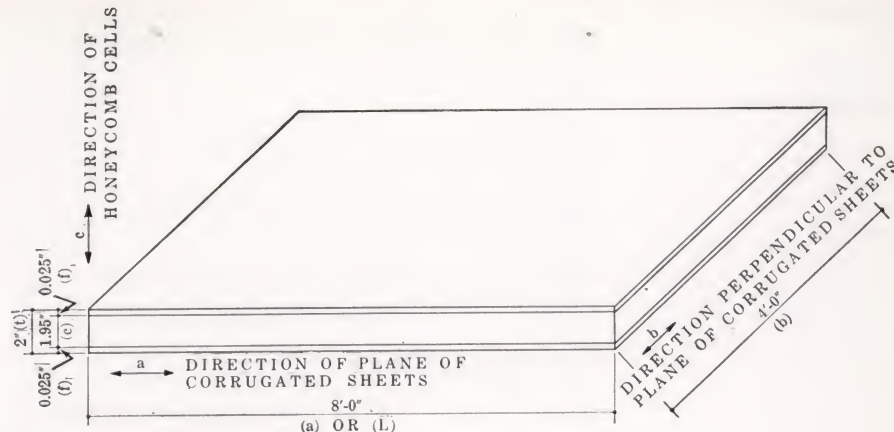 DIRECTION OF
HONEYCOMB CELLS
c
0.025"
(f)
2"(t)
1.95"
(c)
0.025"
(f)
a
DIRECTION OF PLANE OF
CORRUGATED SHEETS
8'-0"
(a) OR (L)
b
DIRECTION PERPENDICULAR TO
PLANE OF CORRUGATED SHEETS
4'-0"
(b)